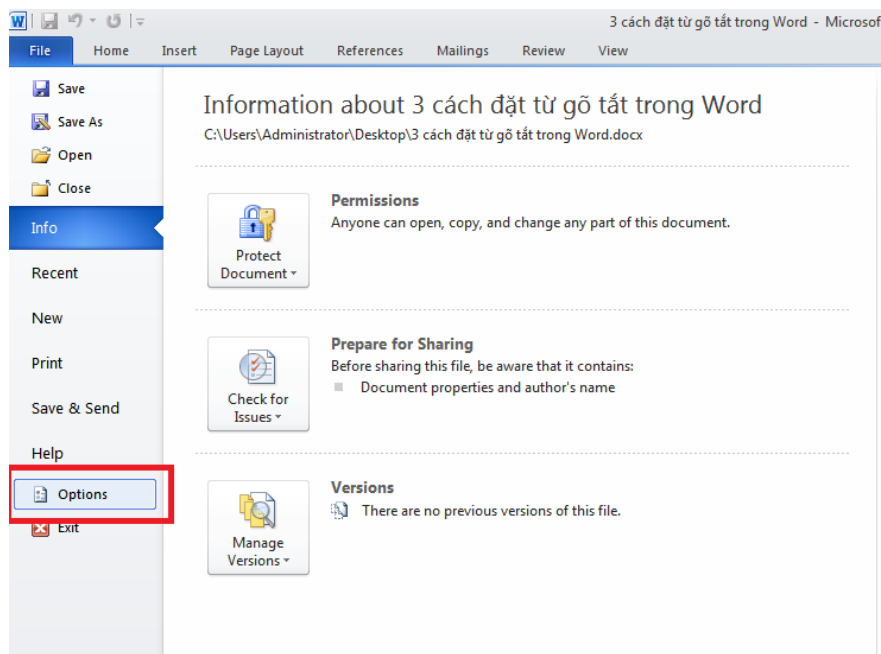 W
3 cách đặt từ gõ tắt trong Word - Microsof
File Home Insert Page Layout References Mailings Review View
Save
Save As
Open
Close
Info
Recent
New
Print
Save & Send
Help
Options
Exit
Information about 3 cách đặt từ gõ tắt trong Word
C:\Users\Administrator\Desktop\3 cách đặt từ gõ tắt trong Word.docx
Protect
Document
Permissions
Anyone can open, copy, and change any part of this document.
Check for
Issues
Prepare for Sharing
Before sharing this file, be aware that it contains:
Document properties and author's name
Manage
Versions
Versions
There are no previous versions of this file.